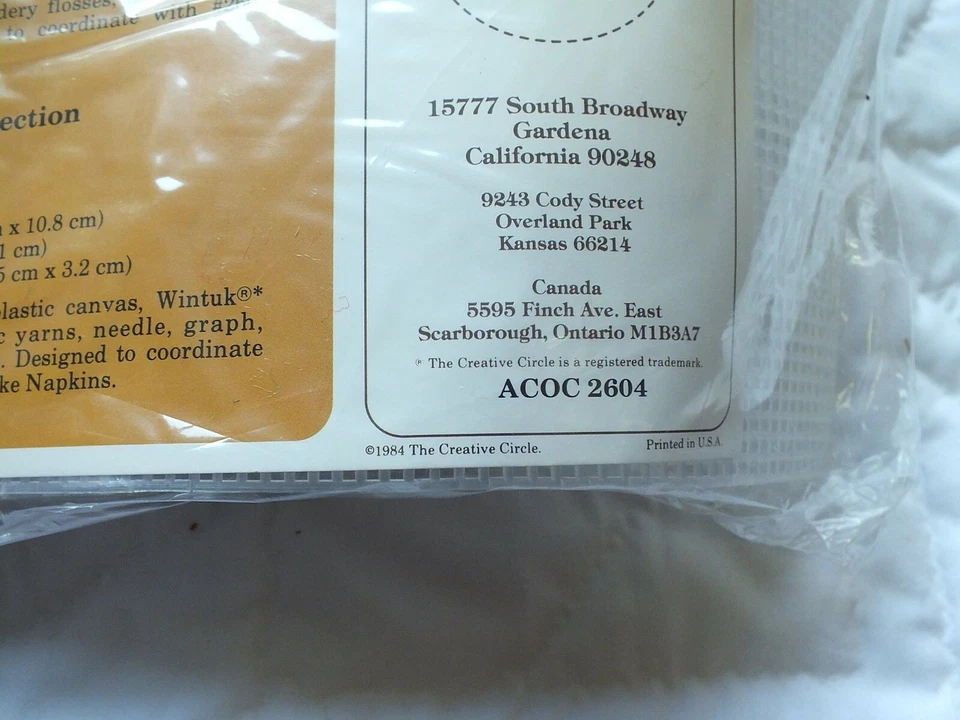 dery flosses.
to coordinate with
ection
x 10.8 cm)
1 cm)
5 cm x 3.2 cm)
plastic canvas, Wintuk®*
c yarns, needle, graph,
. Designed to coordinate
ke Napkins.
15777 South Broadway
Gardena
California 90248
9243 Cody Street
Overland Park
Kansas 66214
Canada
5595 Finch Ave. East
Scarborough, Ontario M1B3A7
® The Creative Circle is a registered trademark.
ACOC 2604
©1984 The Creative Circle.
Printed in U.S.A.